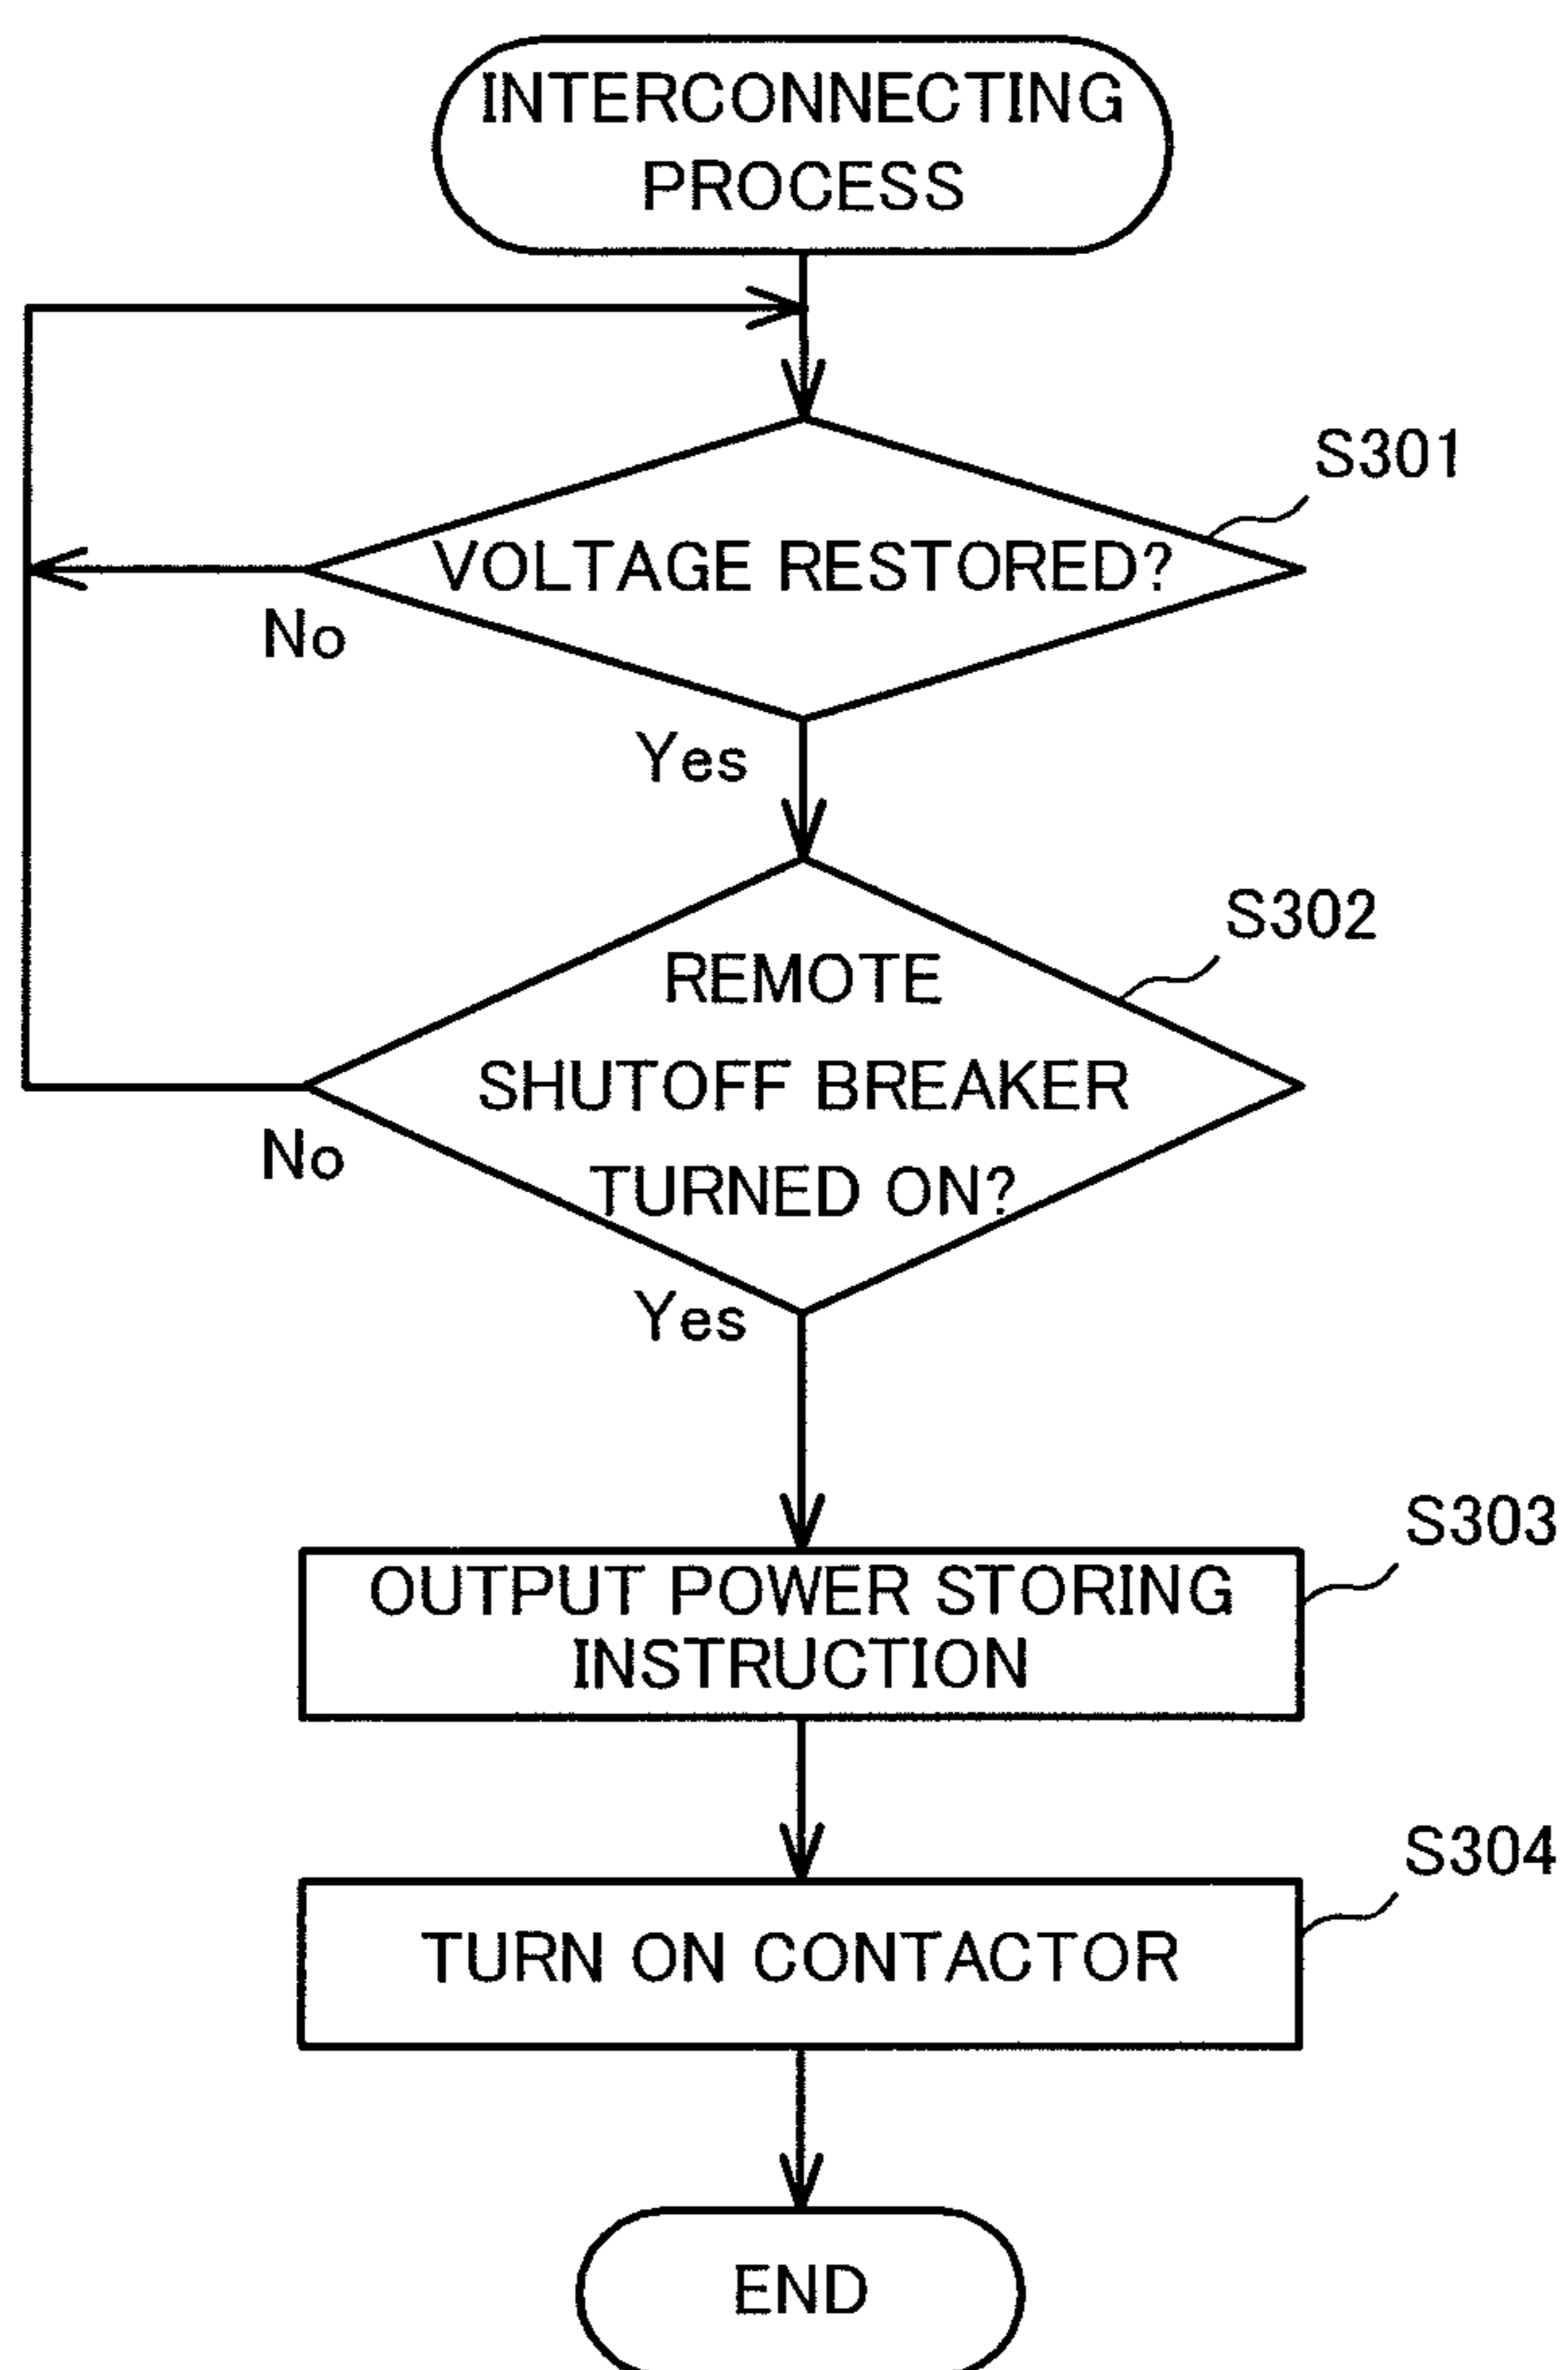 INTERCONNECTING
PROCESS
S301
VOLTAGE RESTORED?
No
Yes
S302
REMOTE
SHUTOFF BREAKER
TURNED ON?
No
Yes
S303
OUTPUT POWER STORING
INSTRUCTION
S304
TURN ON CONTACTOR
END